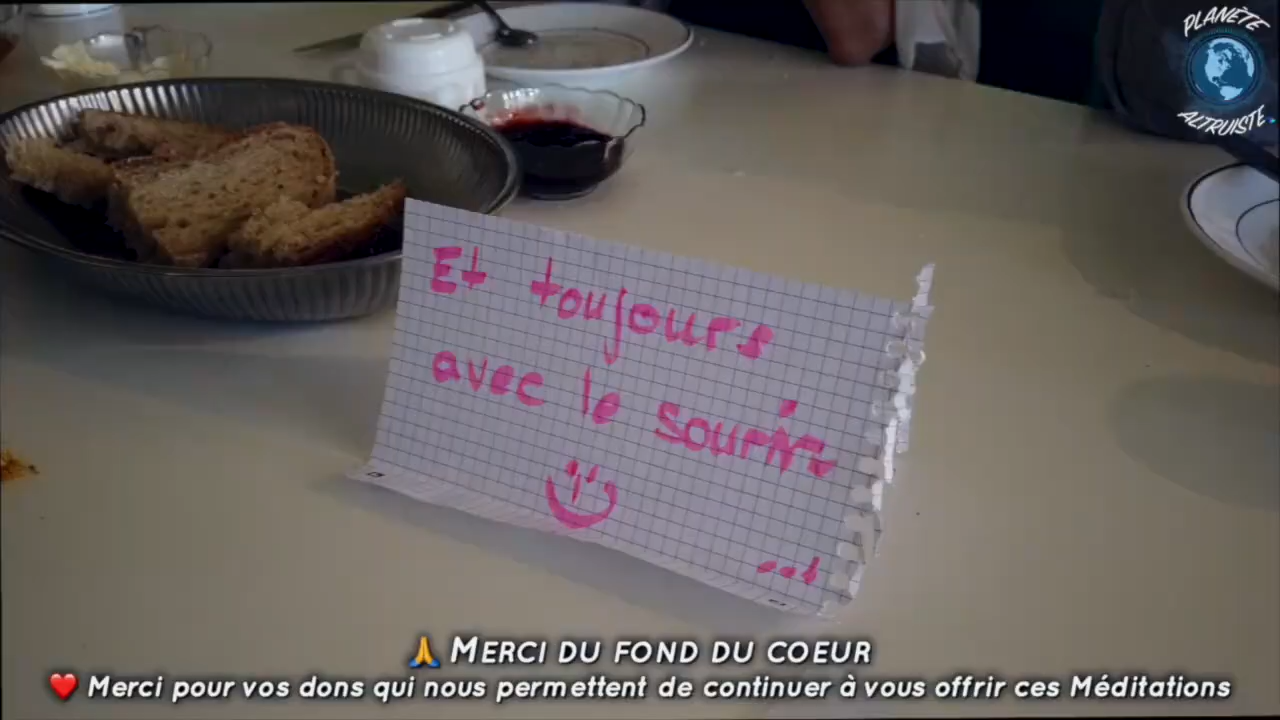 PLANÈTE
ALTRUISTE
Et toujours
avec le sourire
...!
🙏 MERCI DU FOND DU COEUR
❤️ Merci pour vos dons qui nous permettent de continuer à vous offrir ces Méditations